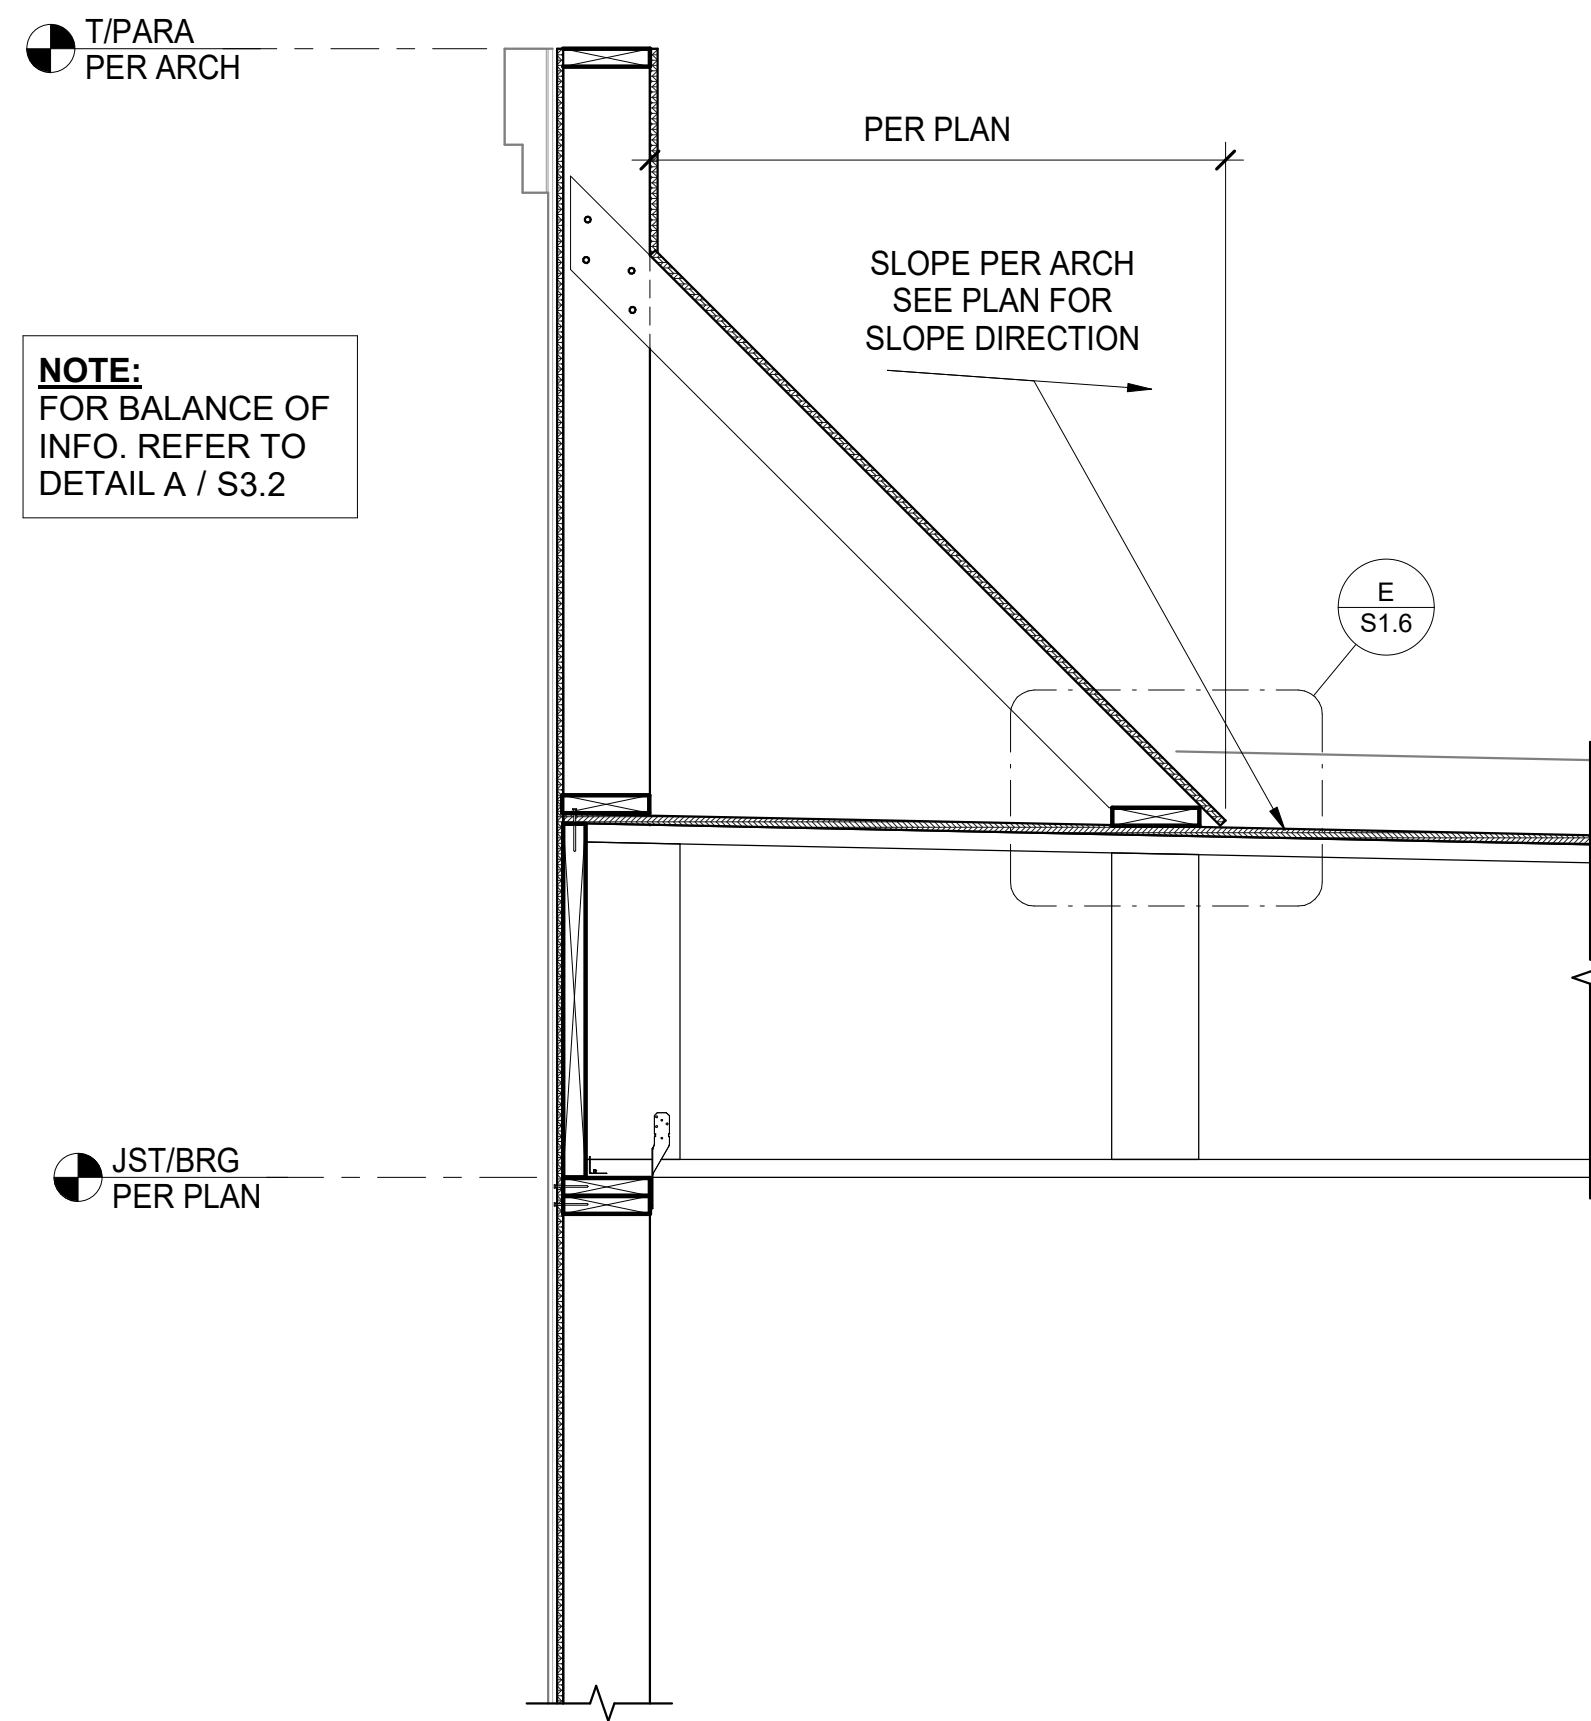 T/PARA
PER ARCH
PER PLAN
SLOPE PER ARCH
SEE PLAN FOR
SLOPE DIRECTION
NOTE:
FOR BALANCE OF
INFO. REFER TO
DETAIL A / S3.2
E
S1.6
JST/BRG
PER PLAN